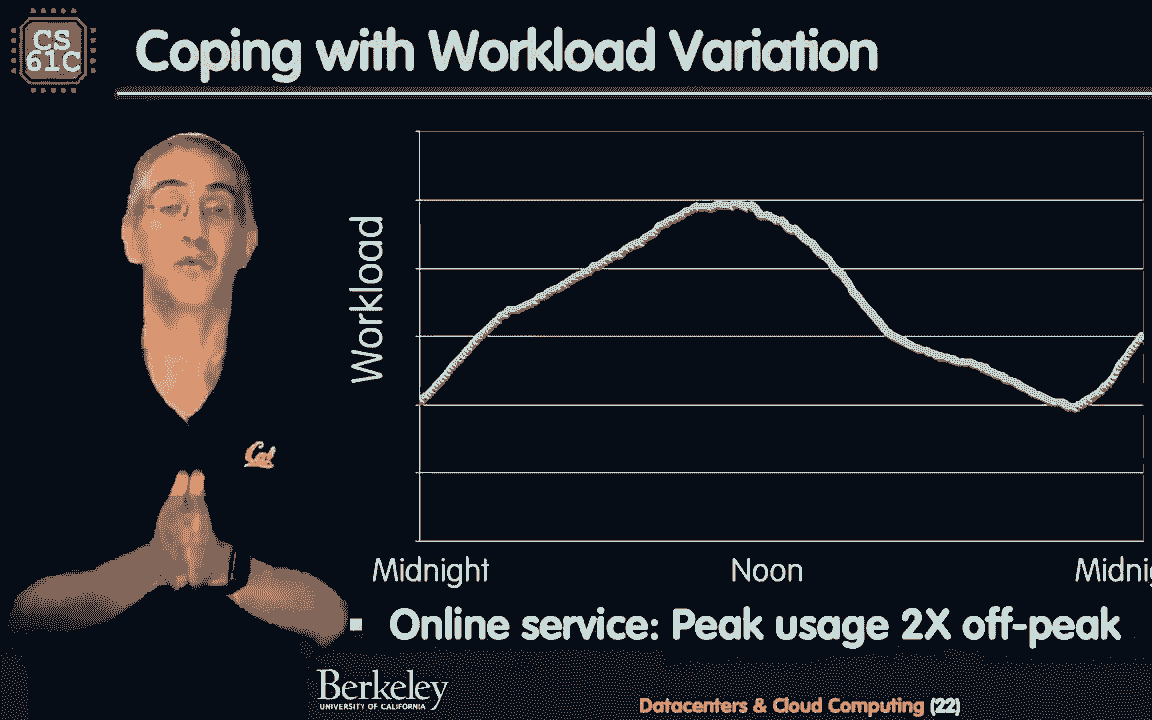 CS
61C
Coping with Workload Variation
Workload
Midnight
Noon
Midnig
▪ Online service: Peak usage 2X off-peak
Cal
Berkeley
UNIVERSITY OF CALIFORNIA
Datacenters & Cloud Computing (22)